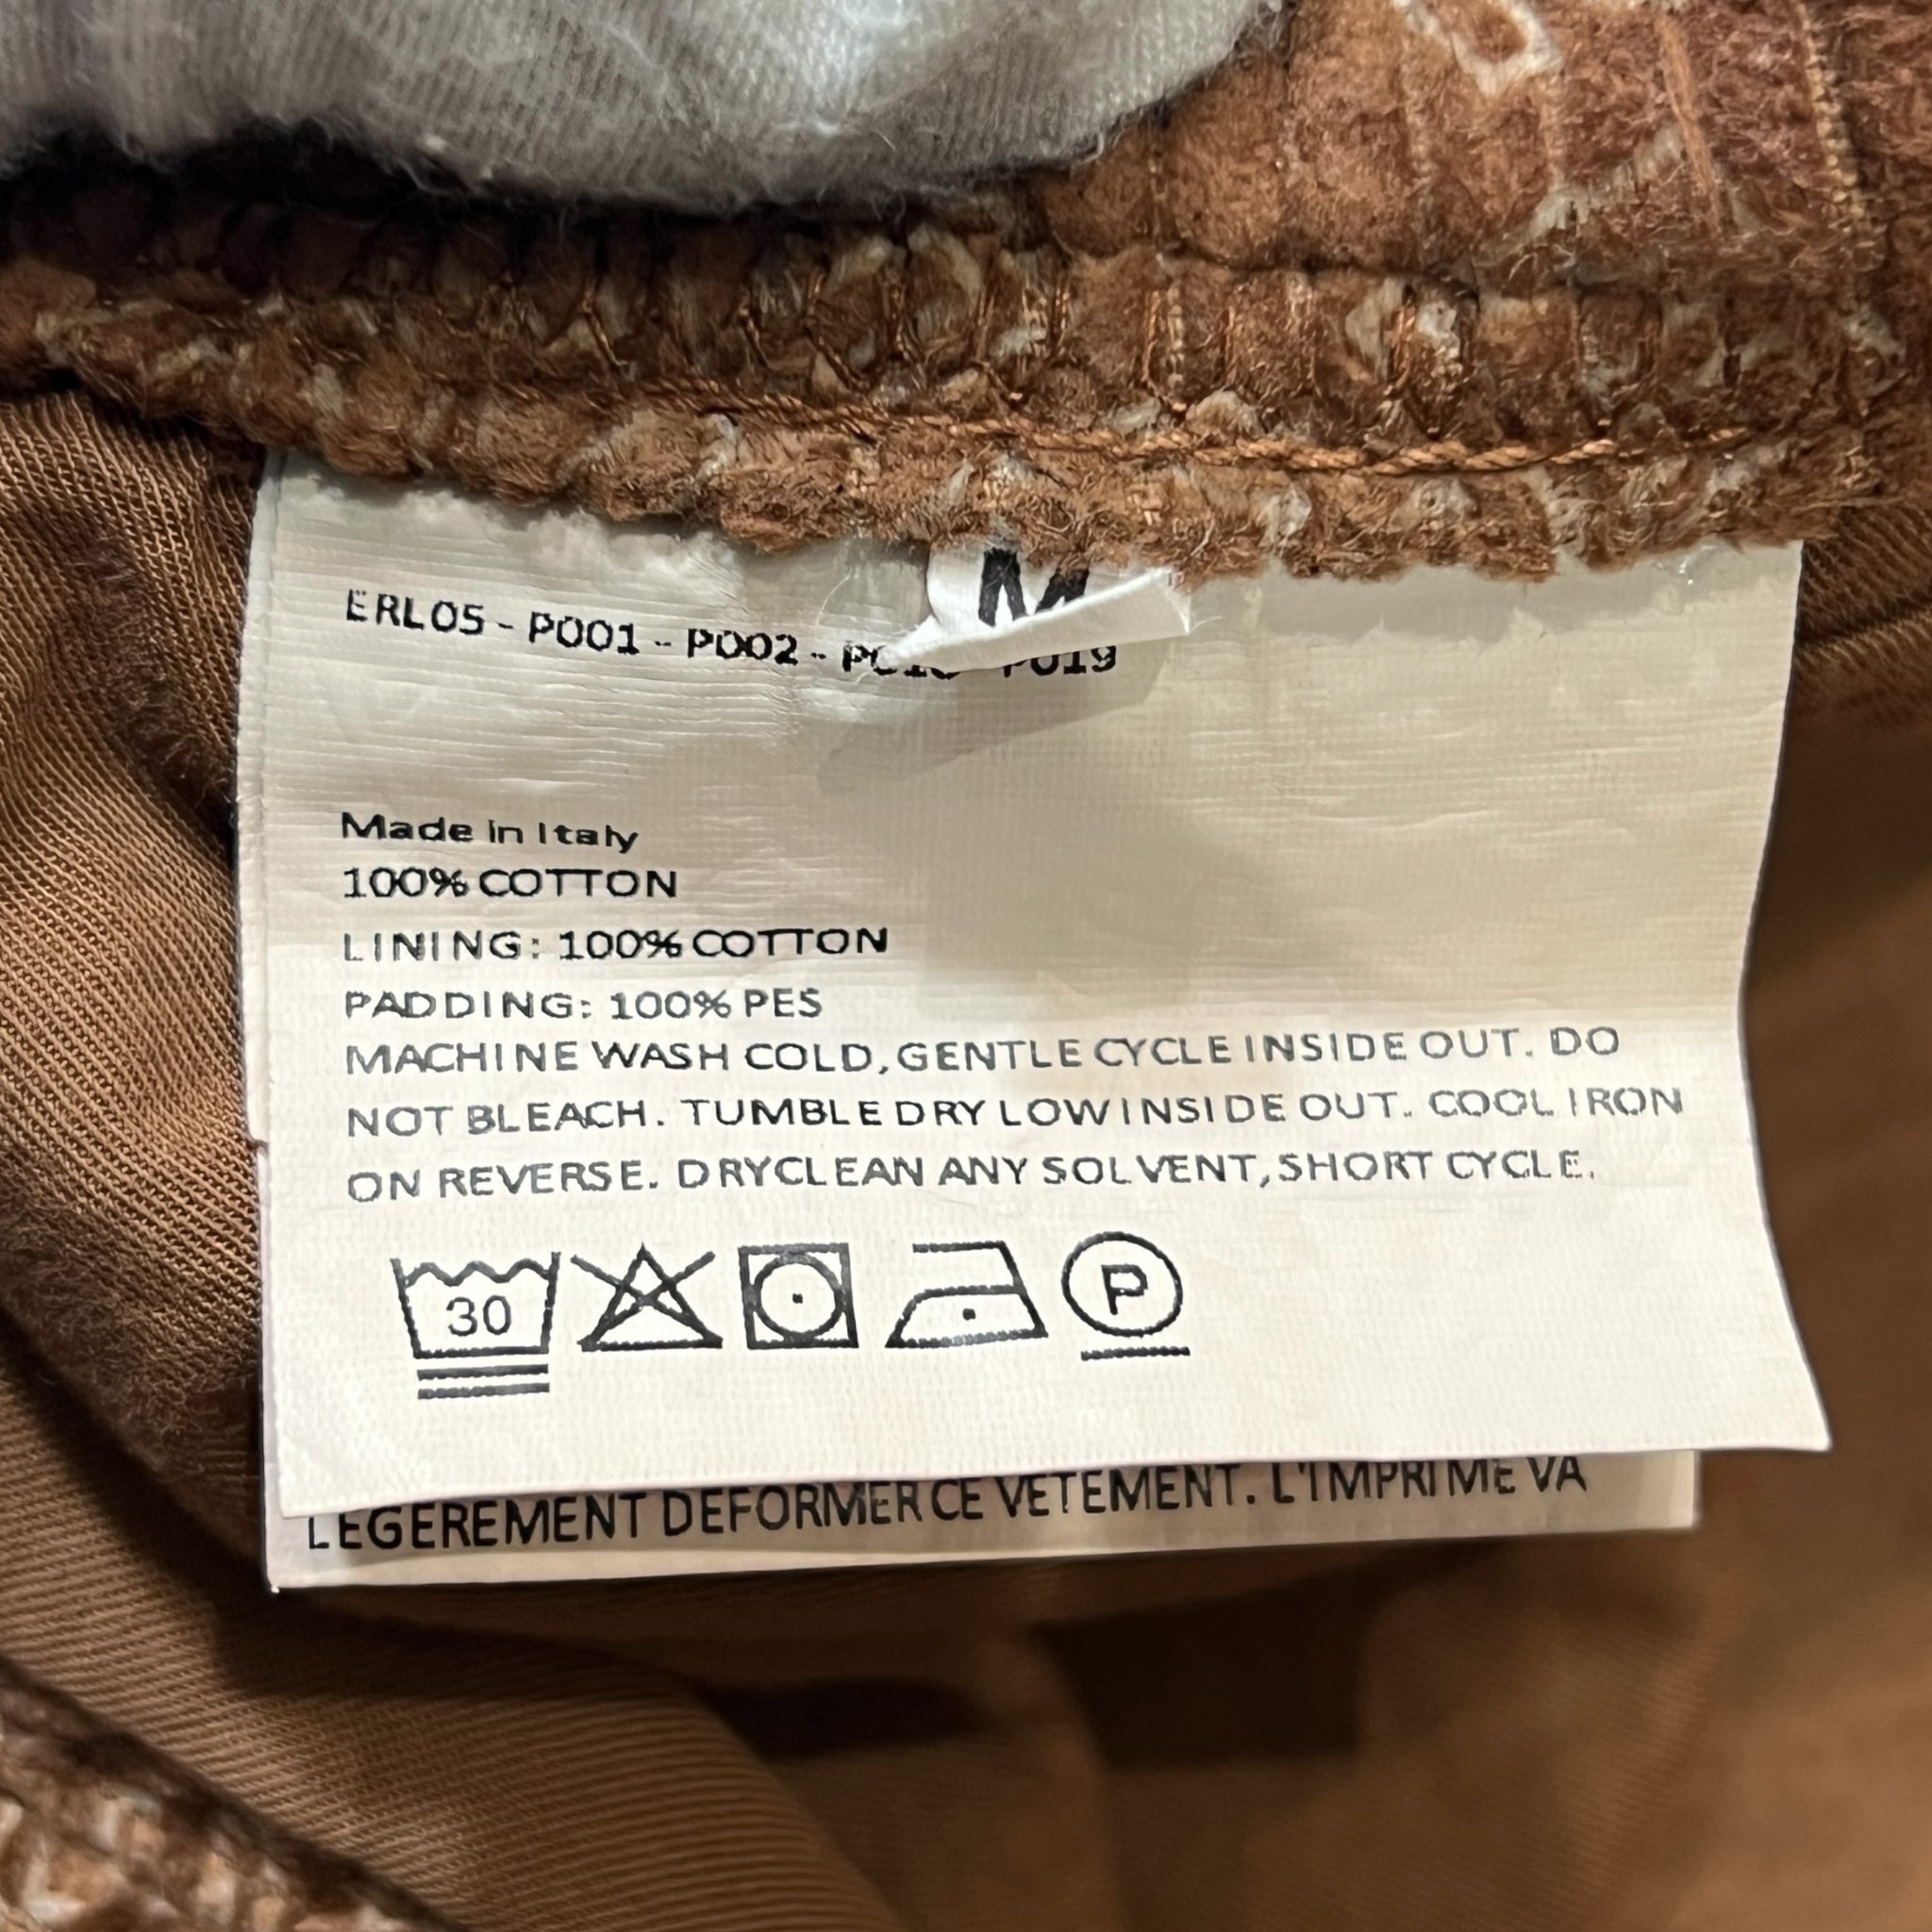 M
ERL05 - P001 - P002 - P019
Made in Italy
100% COTTON
LINING: 100% COTTON
PADDING: 100% PES
MACHINE WASH COLD, GENTLE CYCLE INSIDE OUT. DO
NOT BLEACH. TUMBLE DRY LOW INSIDE OUT. COOL IRON
ON REVERSE. DRYCLEAN ANY SOLVENT, SHORT CYCLE.
30 P
LEGEREMENT DEFORMER CE VETEMENT. L'IMPRIME VA